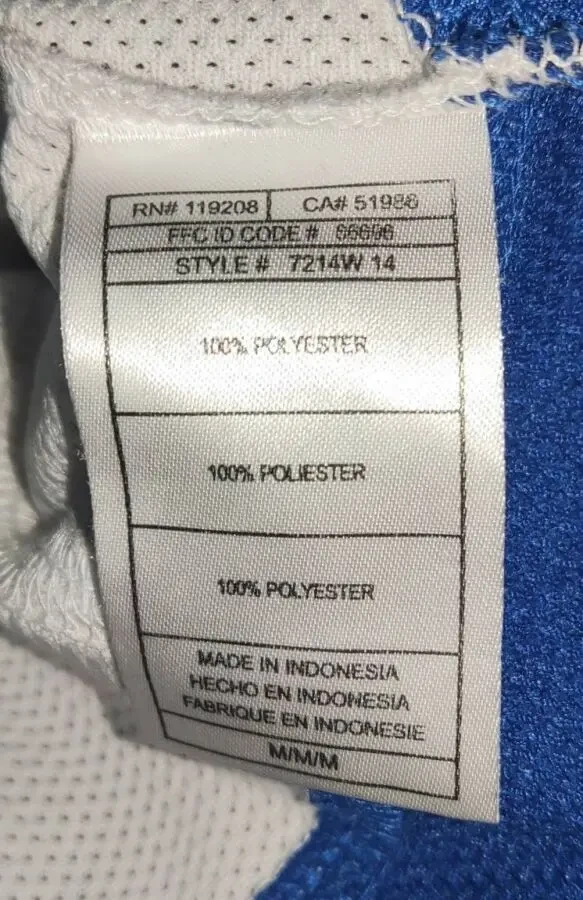 RN# 119208 CA# 51986
FFC ID CODE # 95696
STYLE # 7214W 14
100% POLYESTER
100% POLIESTER
100% POLYESTER
MADE IN INDONESIA
HECHO EN INDONESIA
FABRIQUE EN INDONESIE
M/M/M